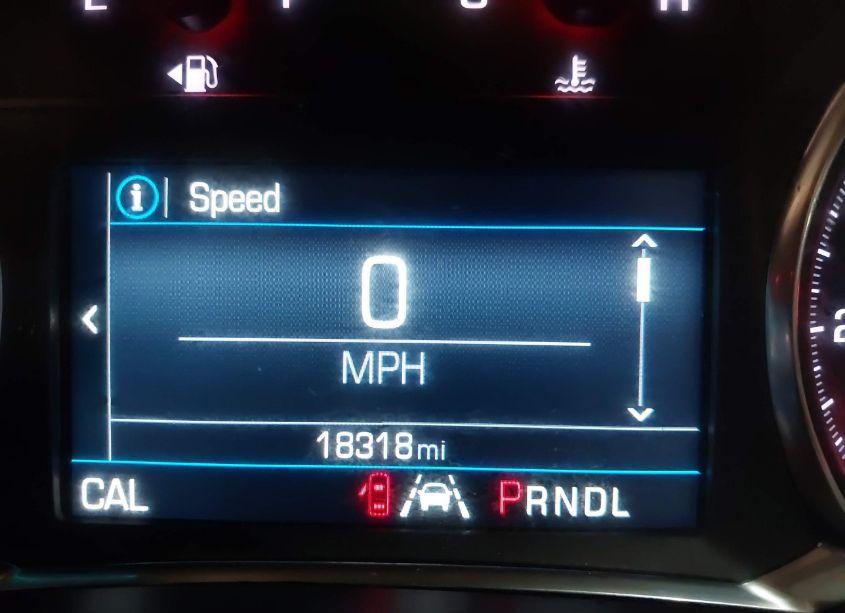 E F C H
Speed
0
MPH
18318mi
CAL PRNDL